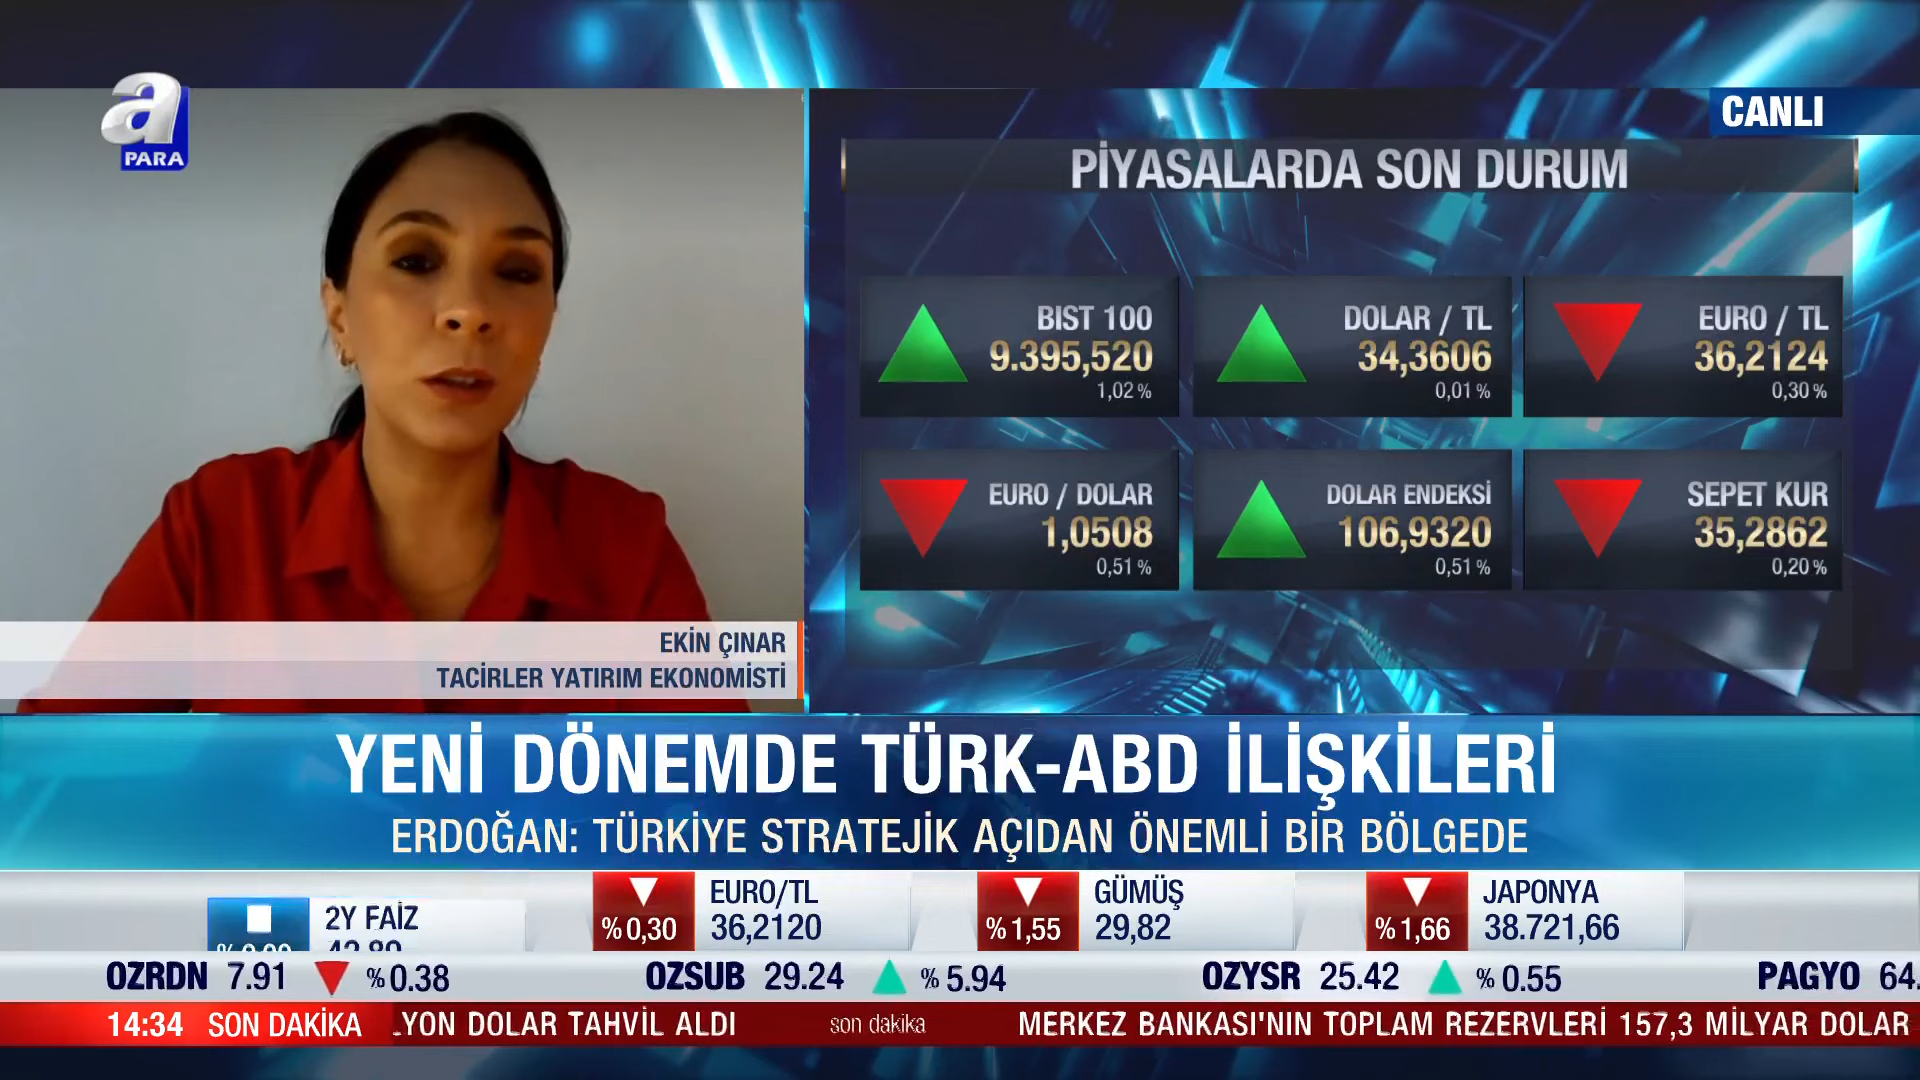 a
PARA
CANLI
PİYASALARDA SON DURUM
BIST 100
9.395,520
1,02 %
DOLAR / TL
34,3606
0,01 %
EURO / TL
36,2124
0,30 %
EURO / DOLAR
1,0508
0,51 %
DOLAR ENDEKSİ
106,9320
0,51 %
SEPET KUR
35,2862
0,20 %
EKİN ÇINAR
TACİRLER YATIRIM EKONOMİSTİ
YENİ DÖNEMDE TÜRK-ABD İLİŞKİLERİ
ERDOĞAN: TÜRKİYE STRATEJİK AÇIDAN ÖNEMLİ BİR BÖLGEDE
2Y FAİZ
EURO/TL
% 0,30 36,2120
GÜMÜŞ
% 1,55 29,82
JAPONYA
% 1,66 38.721,66
OZRDN 7.91 % 0.38 OZSUB 29.24 % 5.94 OZYSR 25.42 % 0.55 PAGYO 64.
14:34 SON DAKİKA YON DOLAR TAHVİL ALDI son dakika MERKEZ BANKASI'NIN TOPLAM REZERVLERİ 157,3 MİLYAR DOLAR